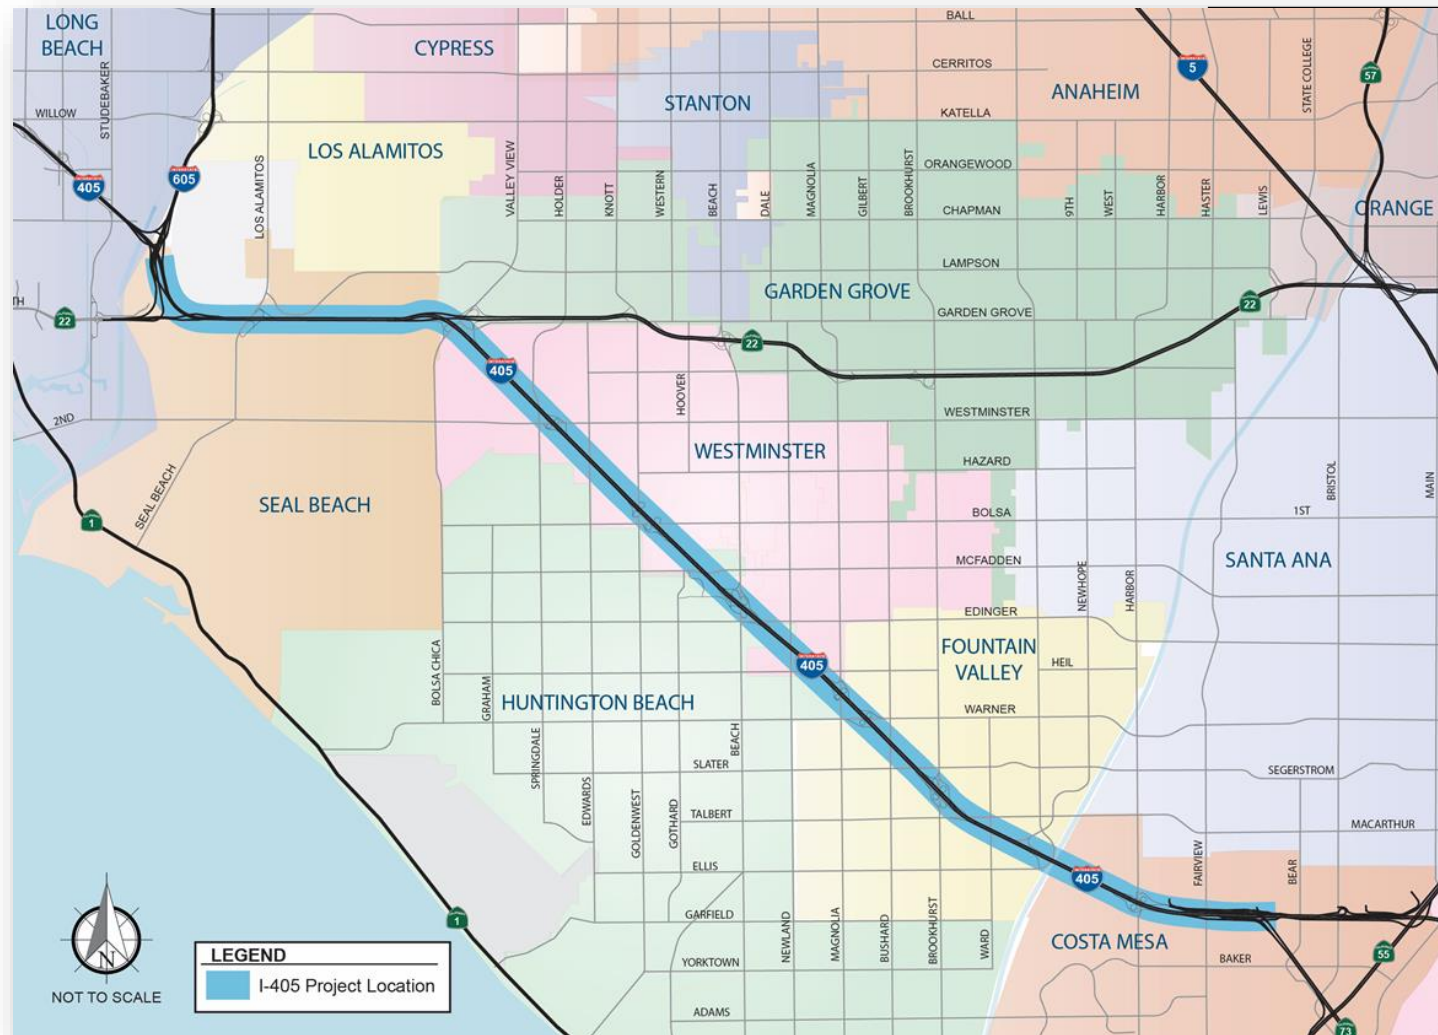 BALL
LONG
BEACH
CYPRESS
CERRITOS
5
STATE COLLEGE
57
STUDEBAKER
STANTON
ANAHEIM
WILLOW
KATELLA
LOS ALAMITOS
ORANGEWOOD
405
605
LOS ALAMITOS
VALLEY VIEW
HOLDER
KNOTT
WESTERN
BEACH
DALE
MAGNOLIA
GILBERT
BROOKHURST
CHAPMAN
9TH
WEST
HARBOR
HASTER
LEWIS
ORANGE
LAMPSON
GARDEN GROVE
TH
22
GARDEN GROVE
22
22
405
HOOVER
2ND
WESTMINSTER
WESTMINSTER
HAZARD
SEAL BEACH
SEAL BEACH
1
BOLSA
1ST
BRISTOL
MAIN
MCFADDEN
SANTA ANA
NEWHOPE
HARBOR
EDINGER
FOUNTAIN
VALLEY
HEIL
405
BOLSA CHICA
GRAHAM
HUNTINGTON BEACH
WARNER
SPRINGDALE
BEACH
SLATER
SEGERSTROM
EDWARDS
GOLDENWEST
GOTHARD
TALBERT
MACARTHUR
ELLIS
405
FAIRVIEW
BEAR
1
GARFIELD
NEWLAND
MAGNOLIA
BUSHARD
BROOKHURST
WARD
COSTA MESA
YORKTOWN
BAKER
55
ADAMS
73
N
NOT TO SCALE
LEGEND
I-405 Project Location